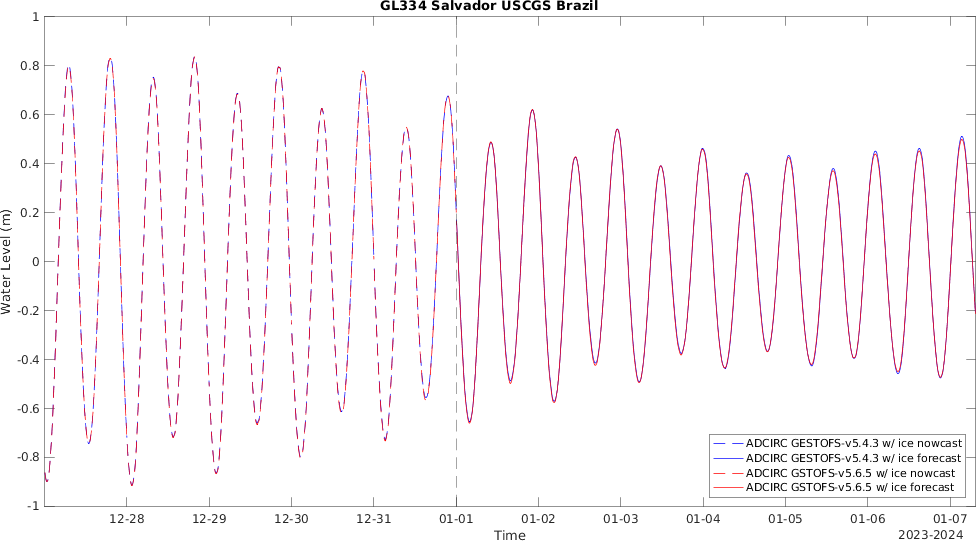 GL334 Salvador USCGS Brazil
1
0.8
0.6
0.4
0.2
0
-0.2
-0.4
-0.6
-0.8
-1
Water Level (m)
ADCIRC GESTOFS-v5.4.3 w/ ice nowcast
ADCIRC GESTOFS-v5.4.3 w/ ice forecast
ADCIRC GSTOFS-v5.6.5 w/ ice nowcast
ADCIRC GSTOFS-v5.6.5 w/ ice forecast
12-28 12-29 12-30 12-31 01-01 01-02 01-03 01-04 01-05 01-06 01-07
Time
2023-2024